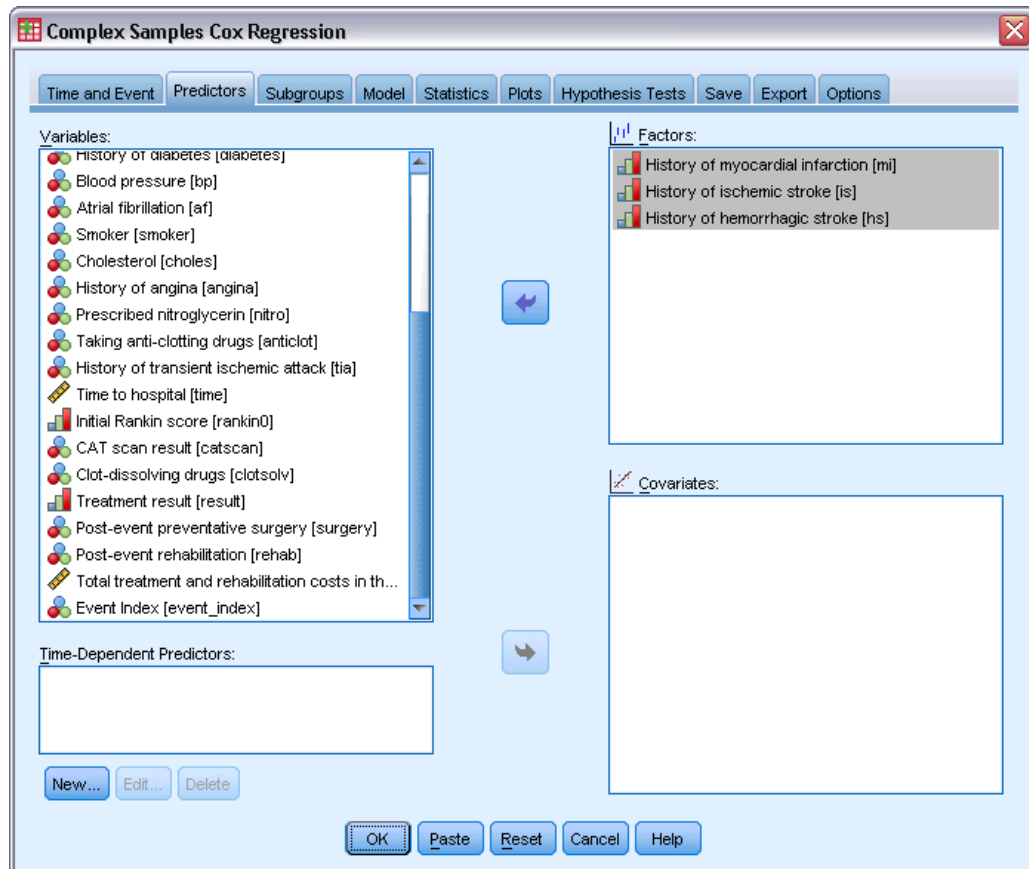 Complex Samples Cox Regression
Time and Event Predictors Subgroups Model Statistics Plots Hypothesis Tests Save Export Options
Variables:
History of diabetes [diabetes]
Blood pressure [bp]
Atrial fibrillation [af]
Smoker [smoker]
Cholesterol [choles]
History of angina [angina]
Prescribed nitroglycerin [nitro]
Taking anti-clotting drugs [anticlot]
History of transient ischemic attack [tia]
Time to hospital [time]
Initial Rankin score [rankin0]
CAT scan result [catscan]
Clot-dissolving drugs [clotsolv]
Treatment result [result]
Post-event preventative surgery [surgery]
Post-event rehabilitation [rehab]
Total treatment and rehabilitation costs in th...
Event Index [event_index]
Time-Dependent Predictors:
New... Edit... Delete
Factors:
History of myocardial infarction [mi]
History of ischemic stroke [is]
History of hemorrhagic stroke [hs]
Covariates:
OK Paste Reset Cancel Help